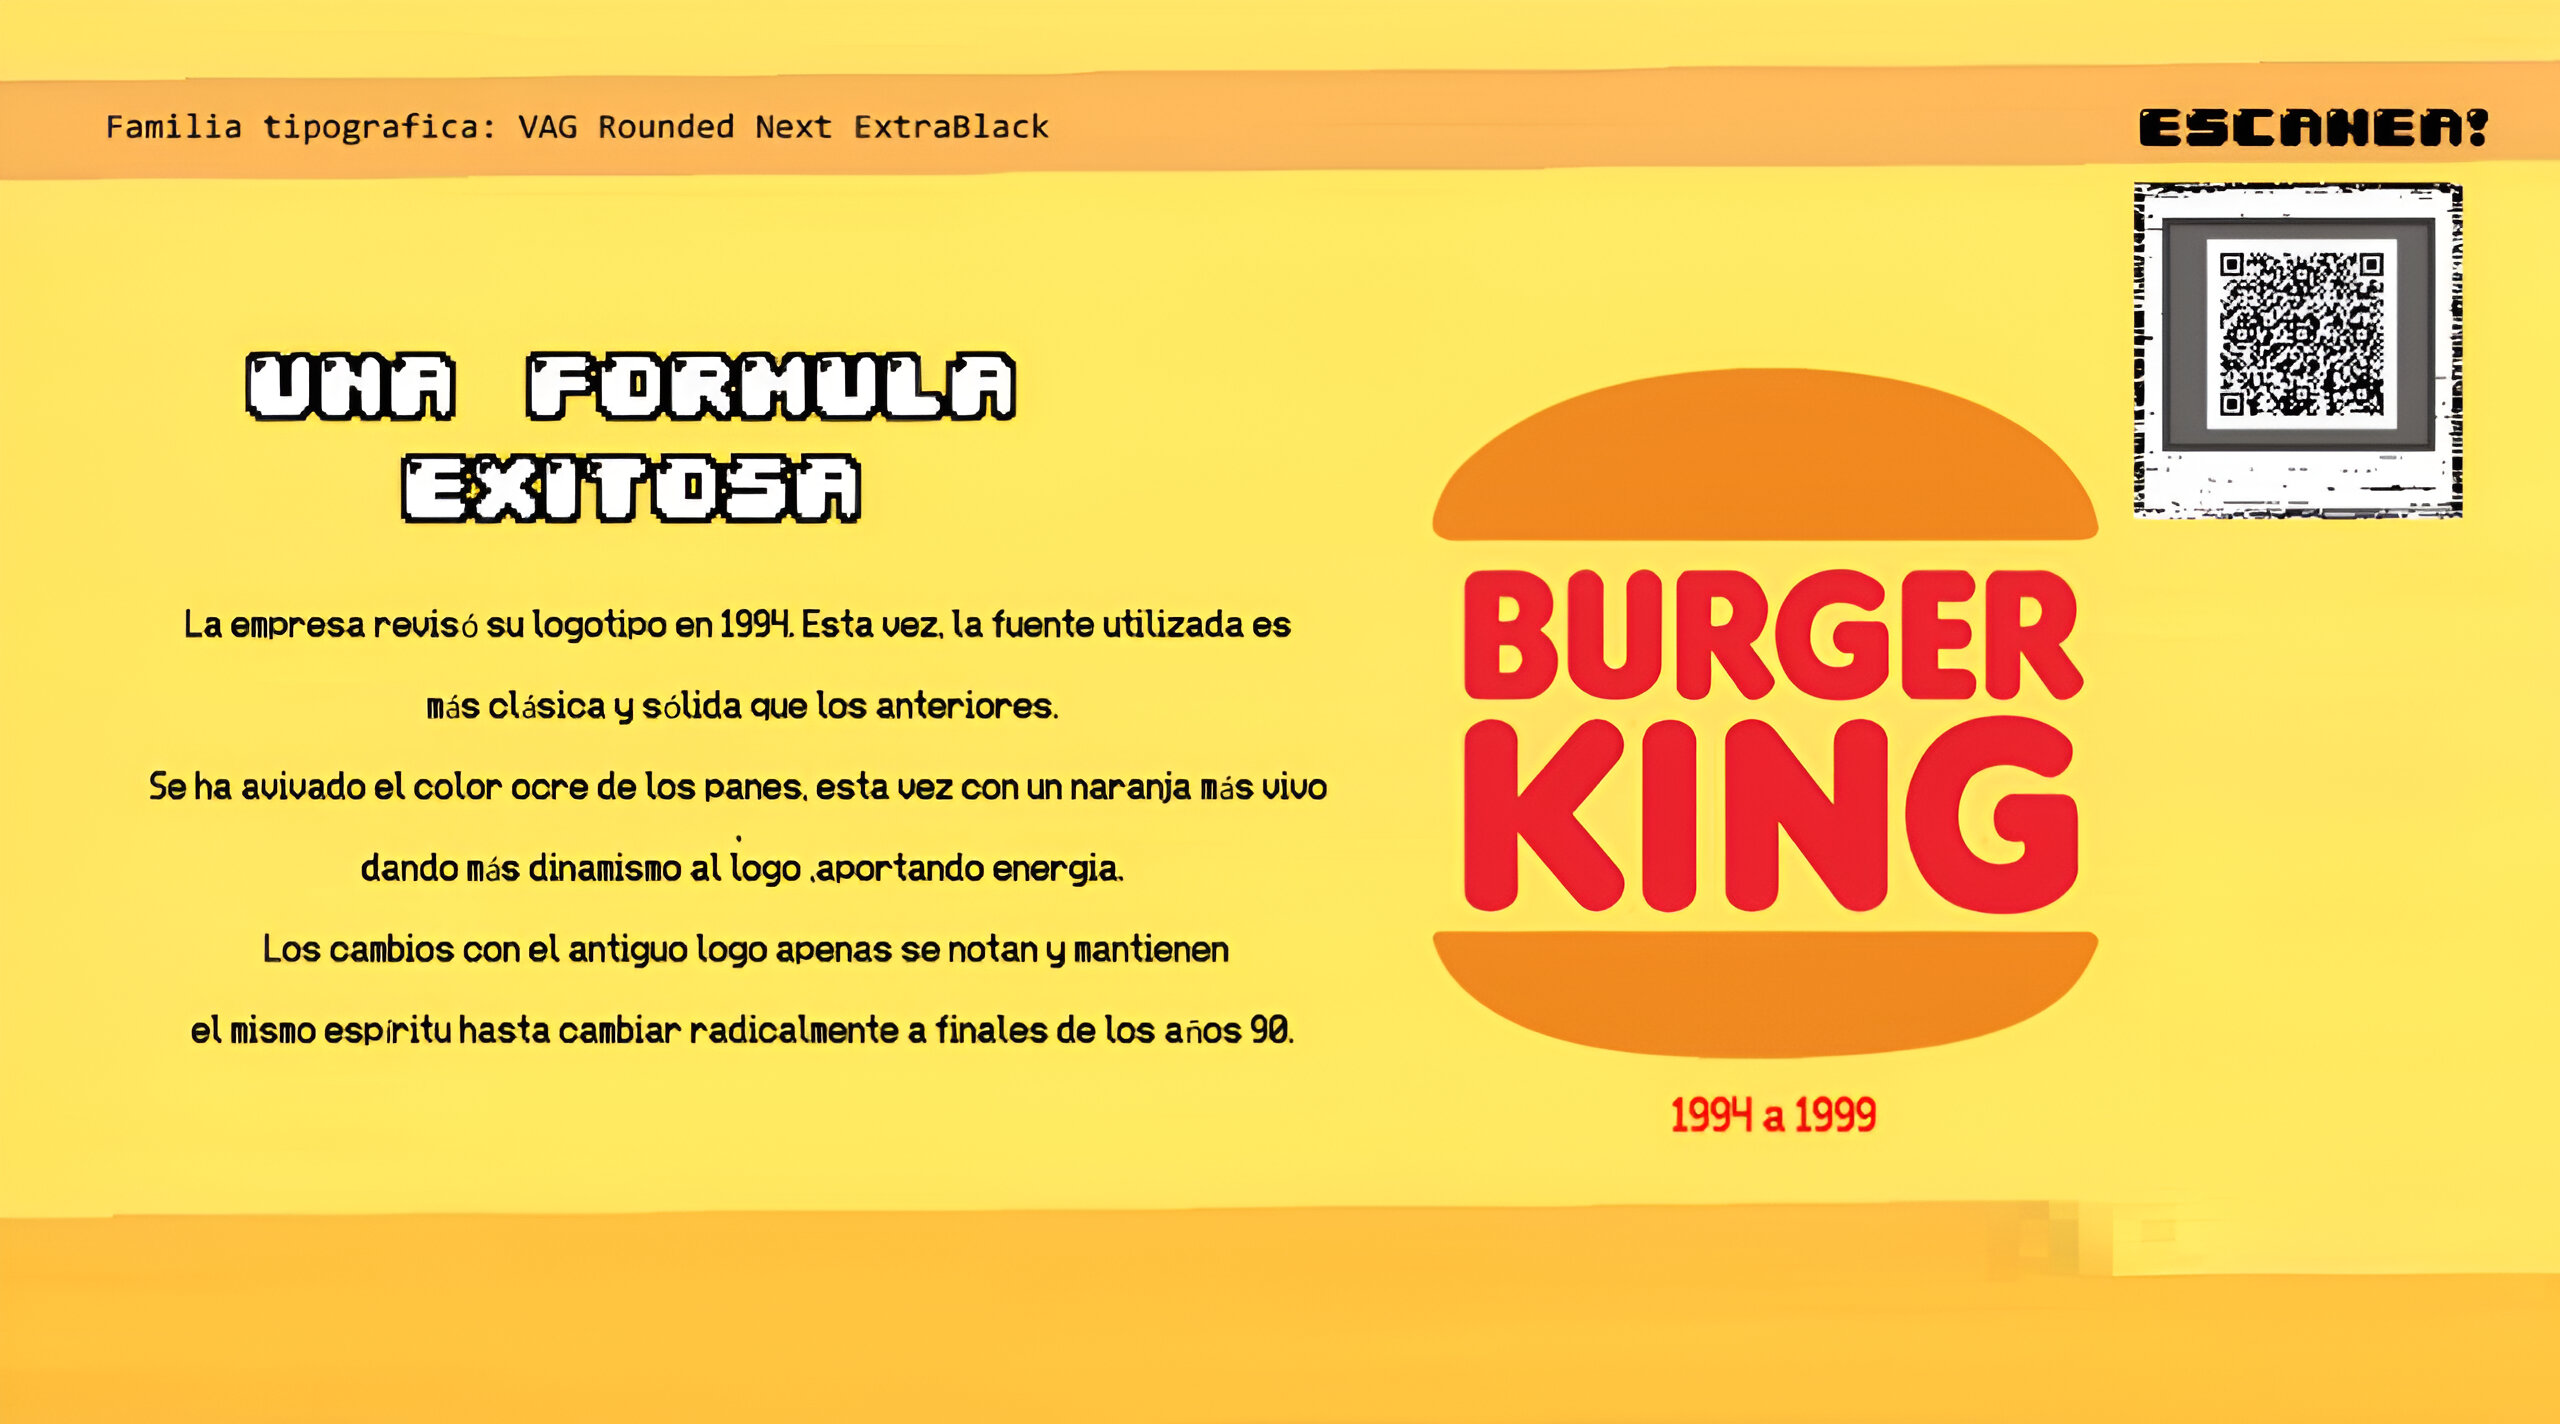 Familia tipografica: VAG Rounded Next ExtraBlack
ESCANEA!
UNA FORMULA
EXITOSA
La empresa revisó su logotipo en 1994. Esta vez, la fuente utilizada es
más clásica y sólida que los anteriores.
Se ha avivado el color ocre de los panes, esta vez con un naranja más vivo
dando más dinamismo al logo ,aportando energia.
Los cambios con el antiguo logo apenas se notan y mantienen
el mismo espíritu hasta cambiar radicalmente a finales de los años 90.
BURGER
KING
1994 a 1999